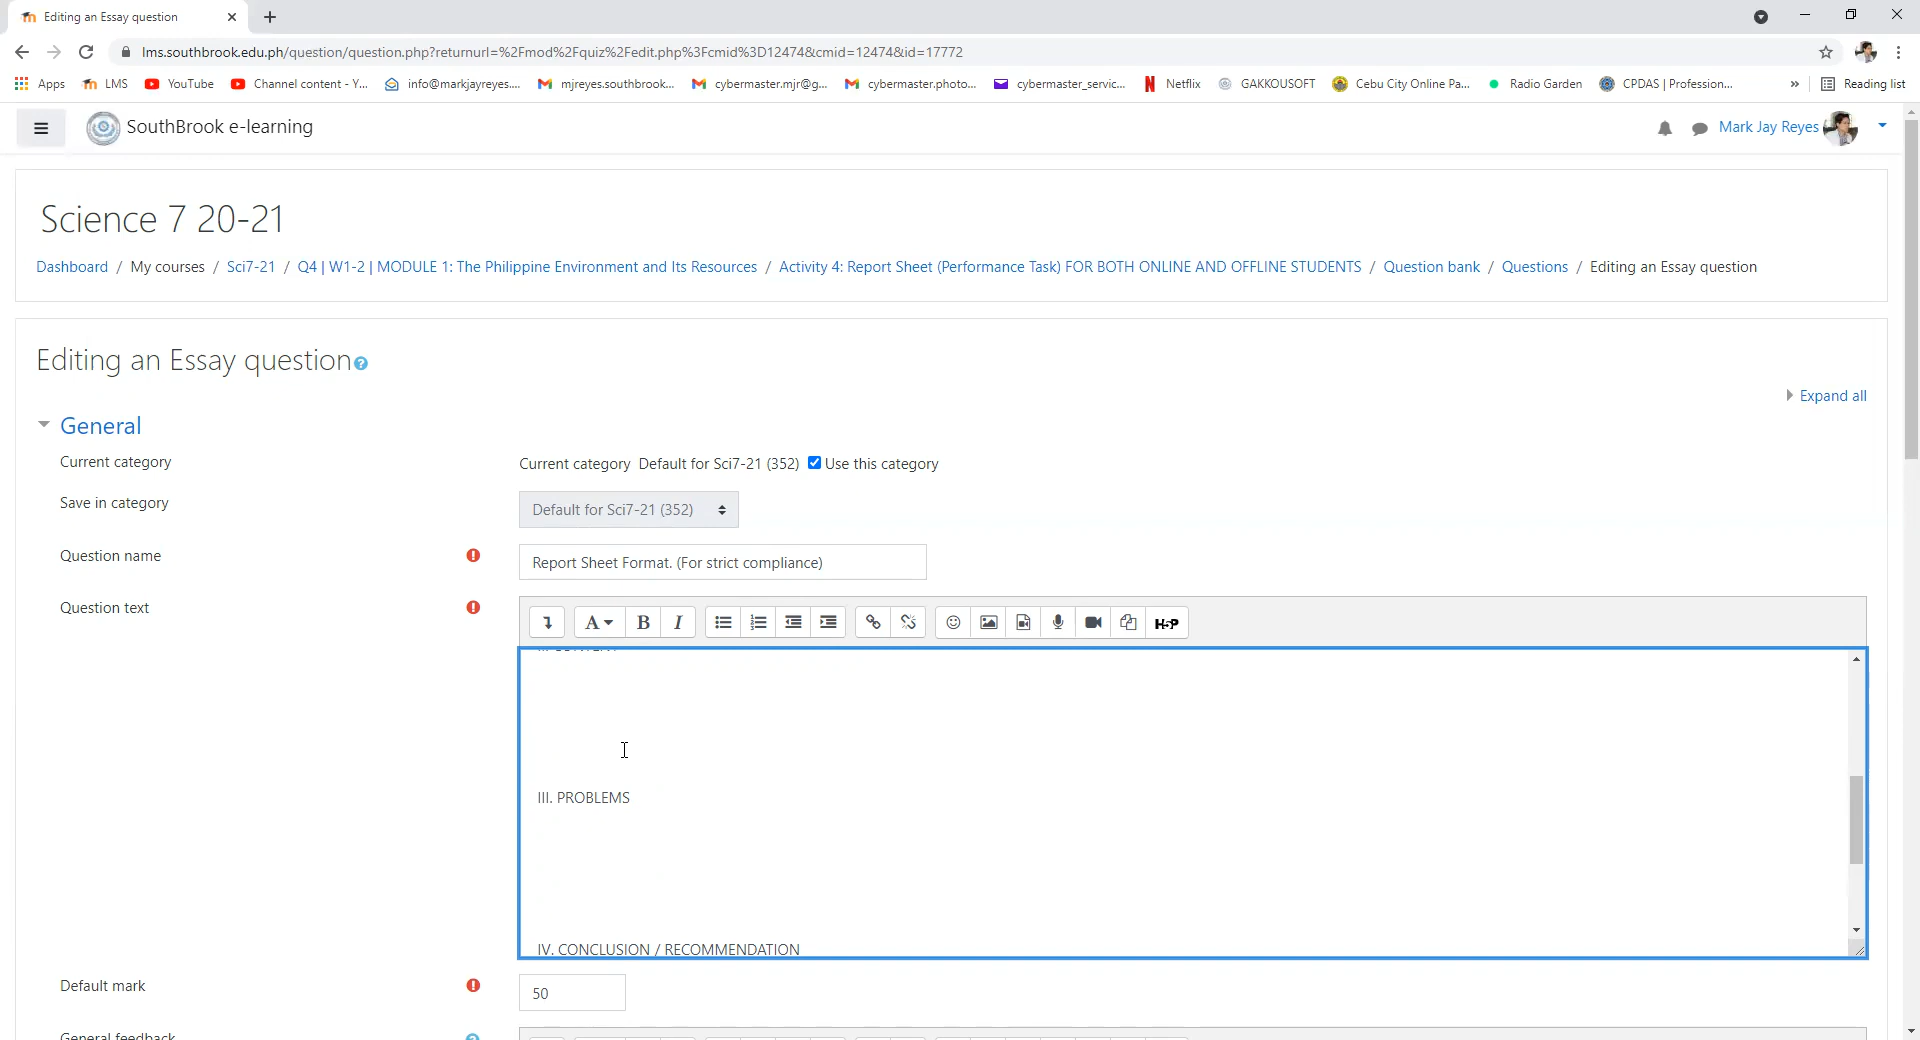 Editing an Essay question
lms.southbrook.edu.ph/question/question.php?returnurl=%2Fmod%2Fquiz%2Fedit.php%3Fcmid%3D12474&cmid=12474&id=17772
Apps LMS YouTube Channel content - Y... info@markjayreyes.... mjreyes.southbrook... cybermaster.mjr@g... cybermaster.photo... cybermaster_servic... Netflix GAKKOUSOFT Cebu City Online Pa... Radio Garden CPDAS | Profession... » Reading list
SouthBrook e-learning Mark Jay Reyes
Science 7 20-21
Dashboard / My courses / Sci7-21 / Q4 | W1-2 | MODULE 1: The Philippine Environment and Its Resources / Activity 4: Report Sheet (Performance Task) FOR BOTH ONLINE AND OFFLINE STUDENTS / Question bank / Questions / Editing an Essay question
Editing an Essay question
Expand all
General
Current category Current category Default for Sci7-21 (352) Use this category
Save in category Default for Sci7-21 (352)
Question name Report Sheet Format. (For strict compliance)
Question text
A B I H5P
III. PROBLEMS
IV. CONCLUSION / RECOMMENDATION
Default mark 50
General feedback